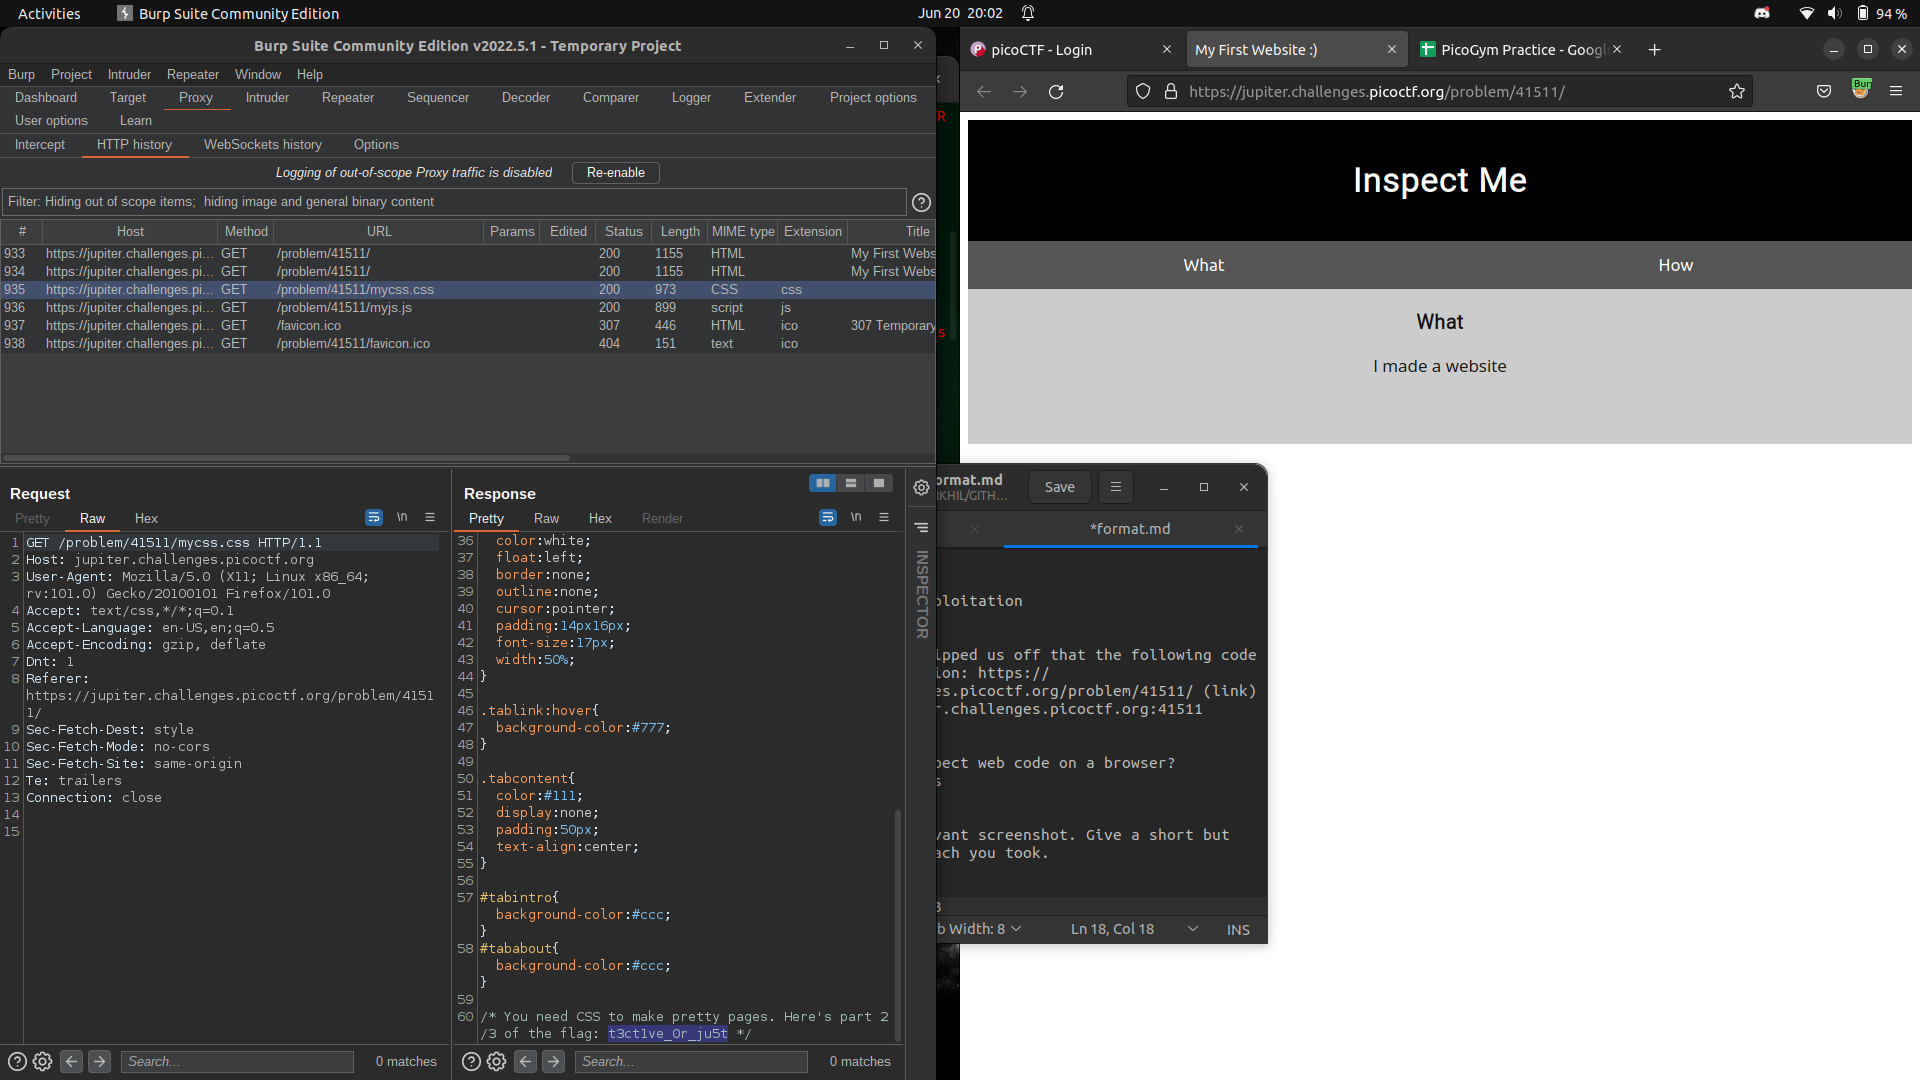 Activities
Burp Suite Community Edition
Jun 20 20:02
94 %
Burp Suite Community Edition v2022.5.1 - Temporary Project
Burp Project Intruder Repeater Window Help
Dashboard Target Proxy Intruder Repeater Sequencer Decoder Comparer Logger Extender Project options
User options Learn
Intercept HTTP history WebSockets history Options
Logging of out-of-scope Proxy traffic is disabled Re-enable
Filter: Hiding out of scope items; hiding image and general binary content
# Host Method URL Params Edited Status Length MIME type Extension Title
933 https://jupiter.challenges.pi... GET /problem/41511/ 200 1155 HTML My First Webs
934 https://jupiter.challenges.pi... GET /problem/41511/ 200 1155 HTML My First Webs
935 https://jupiter.challenges.pi... GET /problem/41511/mycss.css 200 973 CSS css
936 https://jupiter.challenges.pi... GET /problem/41511/myjs.js 200 899 script js
937 https://jupiter.challenges.pi... GET /favicon.ico 307 446 HTML ico 307 Temporary
938 https://jupiter.challenges.pi... GET /problem/41511/favicon.ico 404 151 text ico
Request
Pretty Raw Hex \n
1 GET /problem/41511/mycss.css HTTP/1.1
2 Host: jupiter.challenges.picoctf.org
3 User-Agent: Mozilla/5.0 (X11; Linux x86_64;
rv:101.0) Gecko/20100101 Firefox/101.0
4 Accept: text/css,*/*;q=0.1
5 Accept-Language: en-US,en;q=0.5
6 Accept-Encoding: gzip, deflate
7 Dnt: 1
8 Referer:
https://jupiter.challenges.picoctf.org/problem/4151
1/
9 Sec-Fetch-Dest: style
10 Sec-Fetch-Mode: no-cors
11 Sec-Fetch-Site: same-origin
12 Te: trailers
13 Connection: close
14
15
Search... 0 matches
Response
Pretty Raw Hex Render \n
36 color:white;
37 float:left;
38 border:none;
39 outline:none;
40 cursor:pointer;
41 padding:14px16px;
42 font-size:17px;
43 width:50%;
44 }
45
46 .tablink:hover{
47 background-color:#777;
48 }
49
50 .tabcontent{
51 color:#111;
52 display:none;
53 padding:50px;
54 text-align:center;
55 }
56
57 #tabintro{
background-color:#ccc;
}
58 #tababout{
background-color:#ccc;
}
59
60 /* You need CSS to make pretty pages. Here's part 2
/3 of the flag: t3ct1ve_0r_ju5t */
Search... 0 matches
INSPECTOR
R
s
picoCTF - Login
My First Website :)
PicoGym Practice - Googl
Burp
https://jupiter.challenges.picoctf.org/problem/41511/
Inspect Me
What How
What
I made a website
ormat.md
IKHIL/GITH...
Save
*format.md
ploitation
ipped us off that the following code
ion: https://
es.picoctf.org/problem/41511/ (link)
r.challenges.picoctf.org:41511
pect web code on a browser?
s
vant screenshot. Give a short but
ach you took.
b Width: 8 Ln 18, Col 18 INS